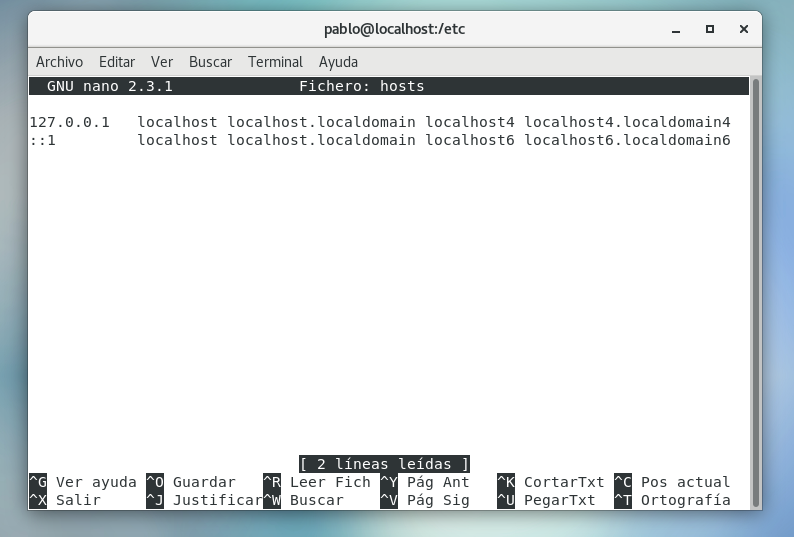 pablo@localhost:/etc
Archivo Editar Ver Buscar Terminal Ayuda
GNU nano 2.3.1 Fichero: hosts
127.0.0.1 localhost localhost.localdomain localhost4 localhost4.localdomain4
::1 localhost localhost.localdomain localhost6 localhost6.localdomain6
[ 2 líneas leídas ]
^G Ver ayuda ^O Guardar ^R Leer Fich ^Y Pág Ant ^K CortarTxt ^C Pos actual
^X Salir ^J Justificar ^W Buscar ^V Pág Sig ^U PegarTxt ^T Ortografía